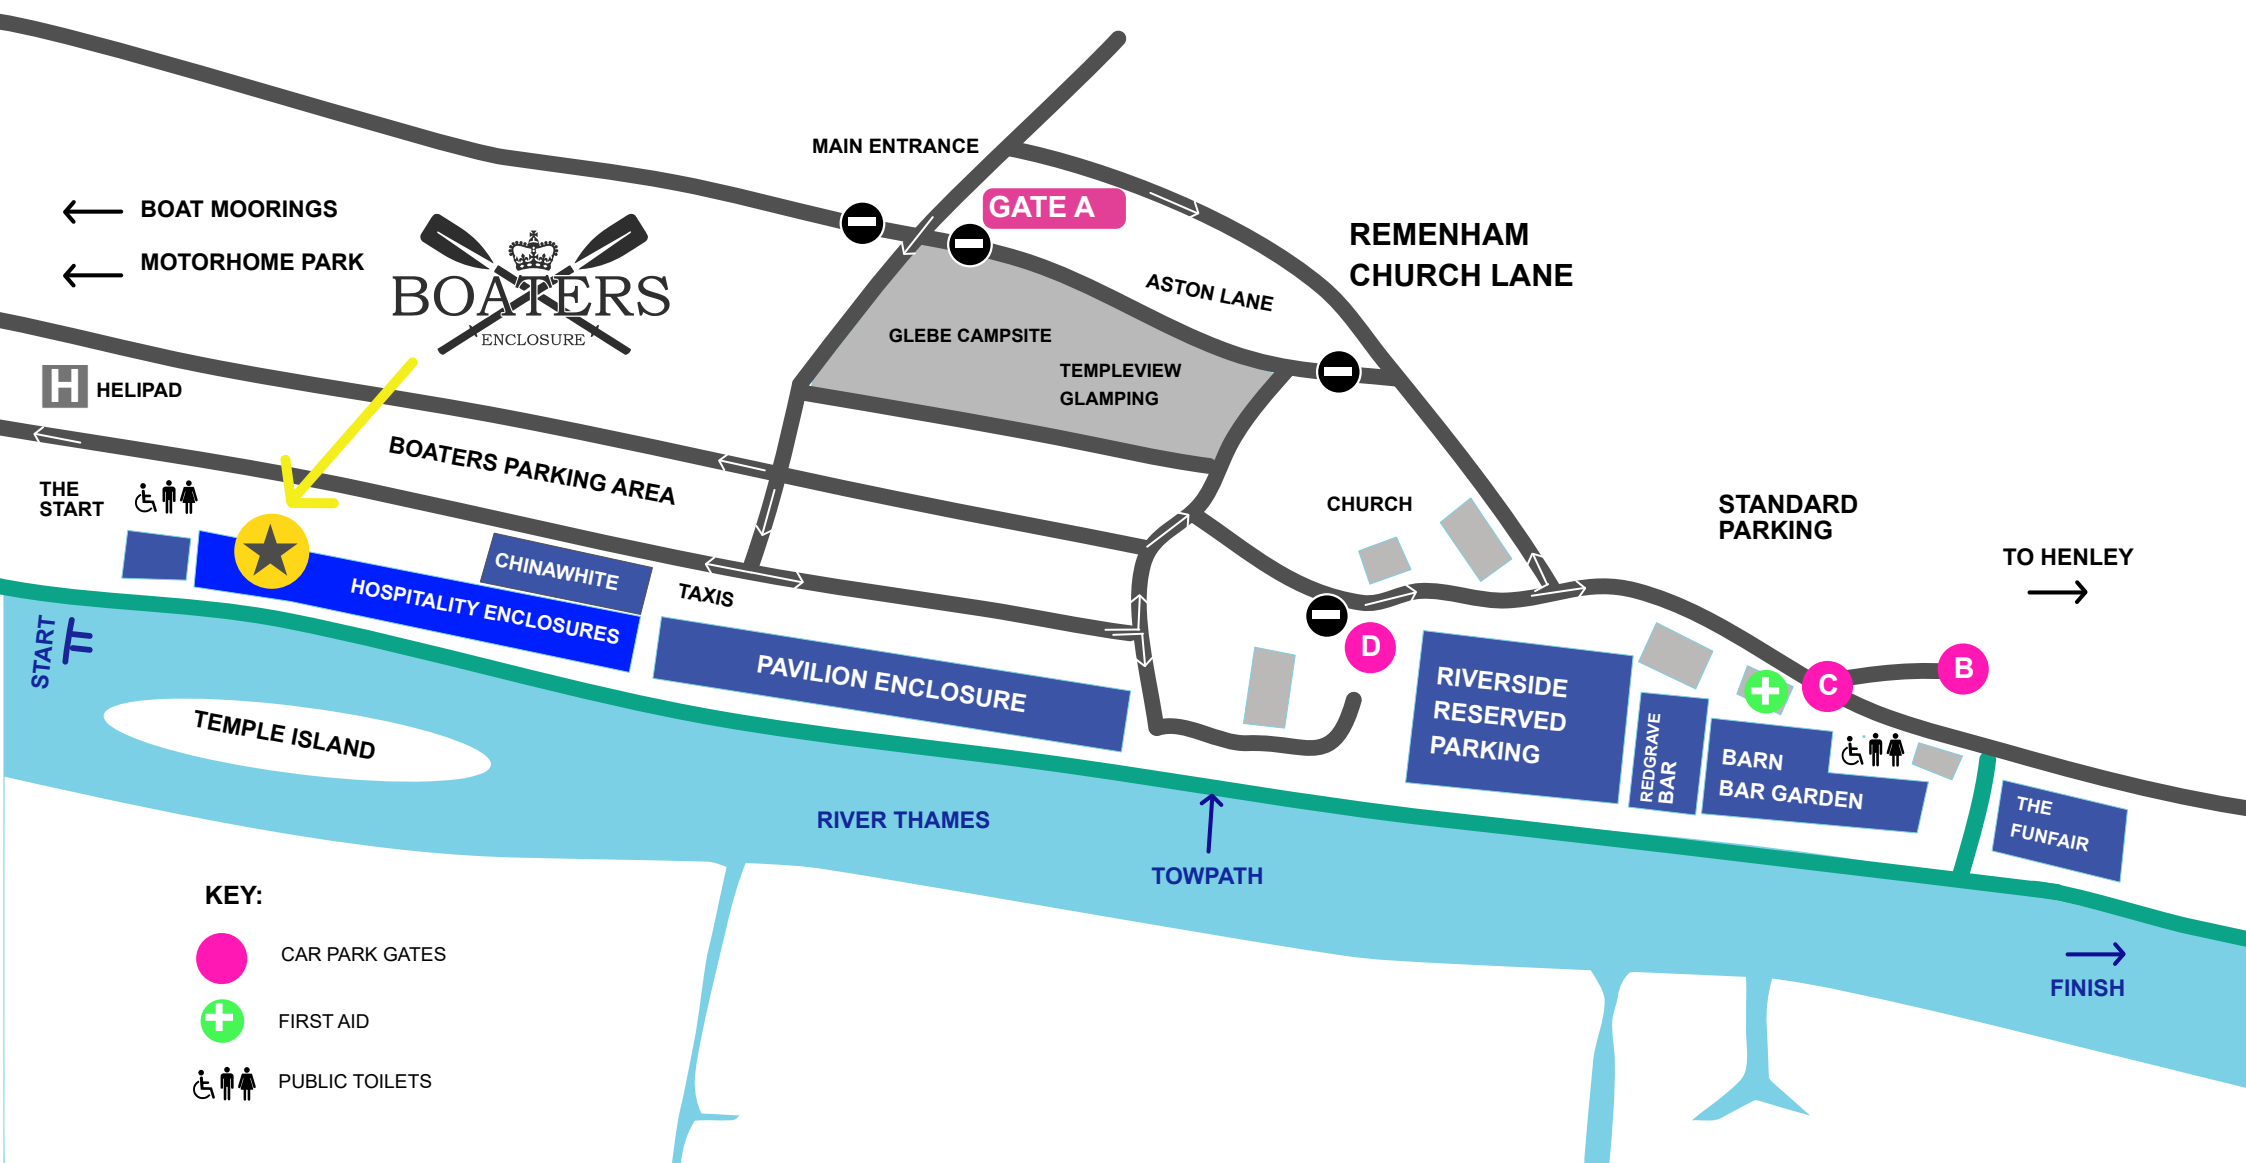 MAIN ENTRANCE
GATE A
BOAT MOORINGS
MOTORHOME PARK
BOATERS
ENCLOSURE
REMENHAM
CHURCH LANE
ASTON LANE
GLEBE CAMPSITE
TEMPLEVIEW
GLAMPING
H HELIPAD
BOATERS PARKING AREA
THE
START
CHINAWHITE
HOSPITALITY ENCLOSURES
TAXIS
PAVILION ENCLOSURE
CHURCH
STANDARD
PARKING
TO HENLEY
D
C
B
RIVERSIDE
RESERVED
PARKING
REDGRAVE
BAR
BARN
BAR GARDEN
THE
FUNFAIR
START
TEMPLE ISLAND
RIVER THAMES
TOWPATH
FINISH
KEY:
CAR PARK GATES
FIRST AID
PUBLIC TOILETS